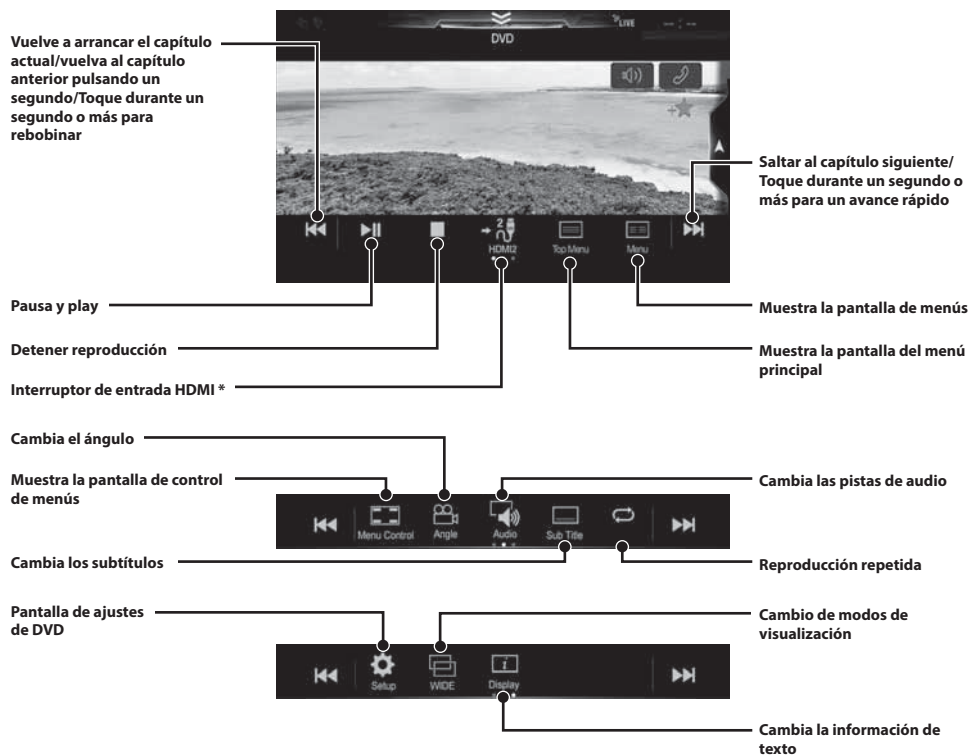 LIVE
--:--
DVD
Vuelve a arrancar el capítulo
actual/vuelva al capítulo
anterior pulsando un
segundo/Toque durante un
segundo o más para
rebobinar
Saltar al capítulo siguiente/
Toque durante un segundo o
más para un avance rápido
2
HDMI2
Top Menu
Menu
Pausa y play
Muestra la pantalla de menús
Detener reproducción
Muestra la pantalla del menú
principal
Interruptor de entrada HDMI *
Cambia el ángulo
Muestra la pantalla de control
de menús
Cambia las pistas de audio
Menu Control
Angle
Audio
Sub Title
Cambia los subtítulos
Reproducción repetida
Pantalla de ajustes
de DVD
Cambio de modos de
visualización
Setup
WIDE
i
Display
Cambia la información de
texto